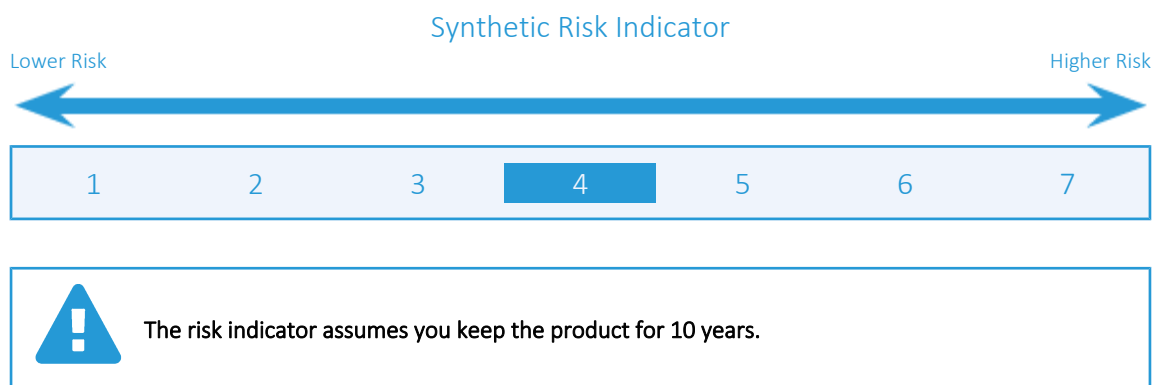 Synthetic Risk Indicator
Lower Risk Higher Risk
1 2 3 4 5 6 7
The risk indicator assumes you keep the product for 10 years.